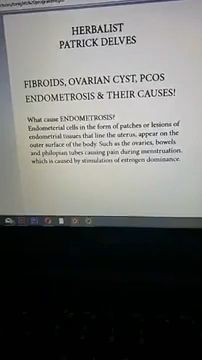 HERBALIST
PATRICK DELVES
FIBROIDS, OVARIAN CYST, PCOS
ENDOMETROSIS & THEIR CAUSES!
What cause ENDOMETROSIS?
Endometerial cells in the form of patches or lesions of
endometrial tissues that line the uterus, appear on the
outer surface of the body. Such as the ovaries, bowels
and philopian tubes causing pain during menstruation.
which is caused by stimulation of estrogen dominance.